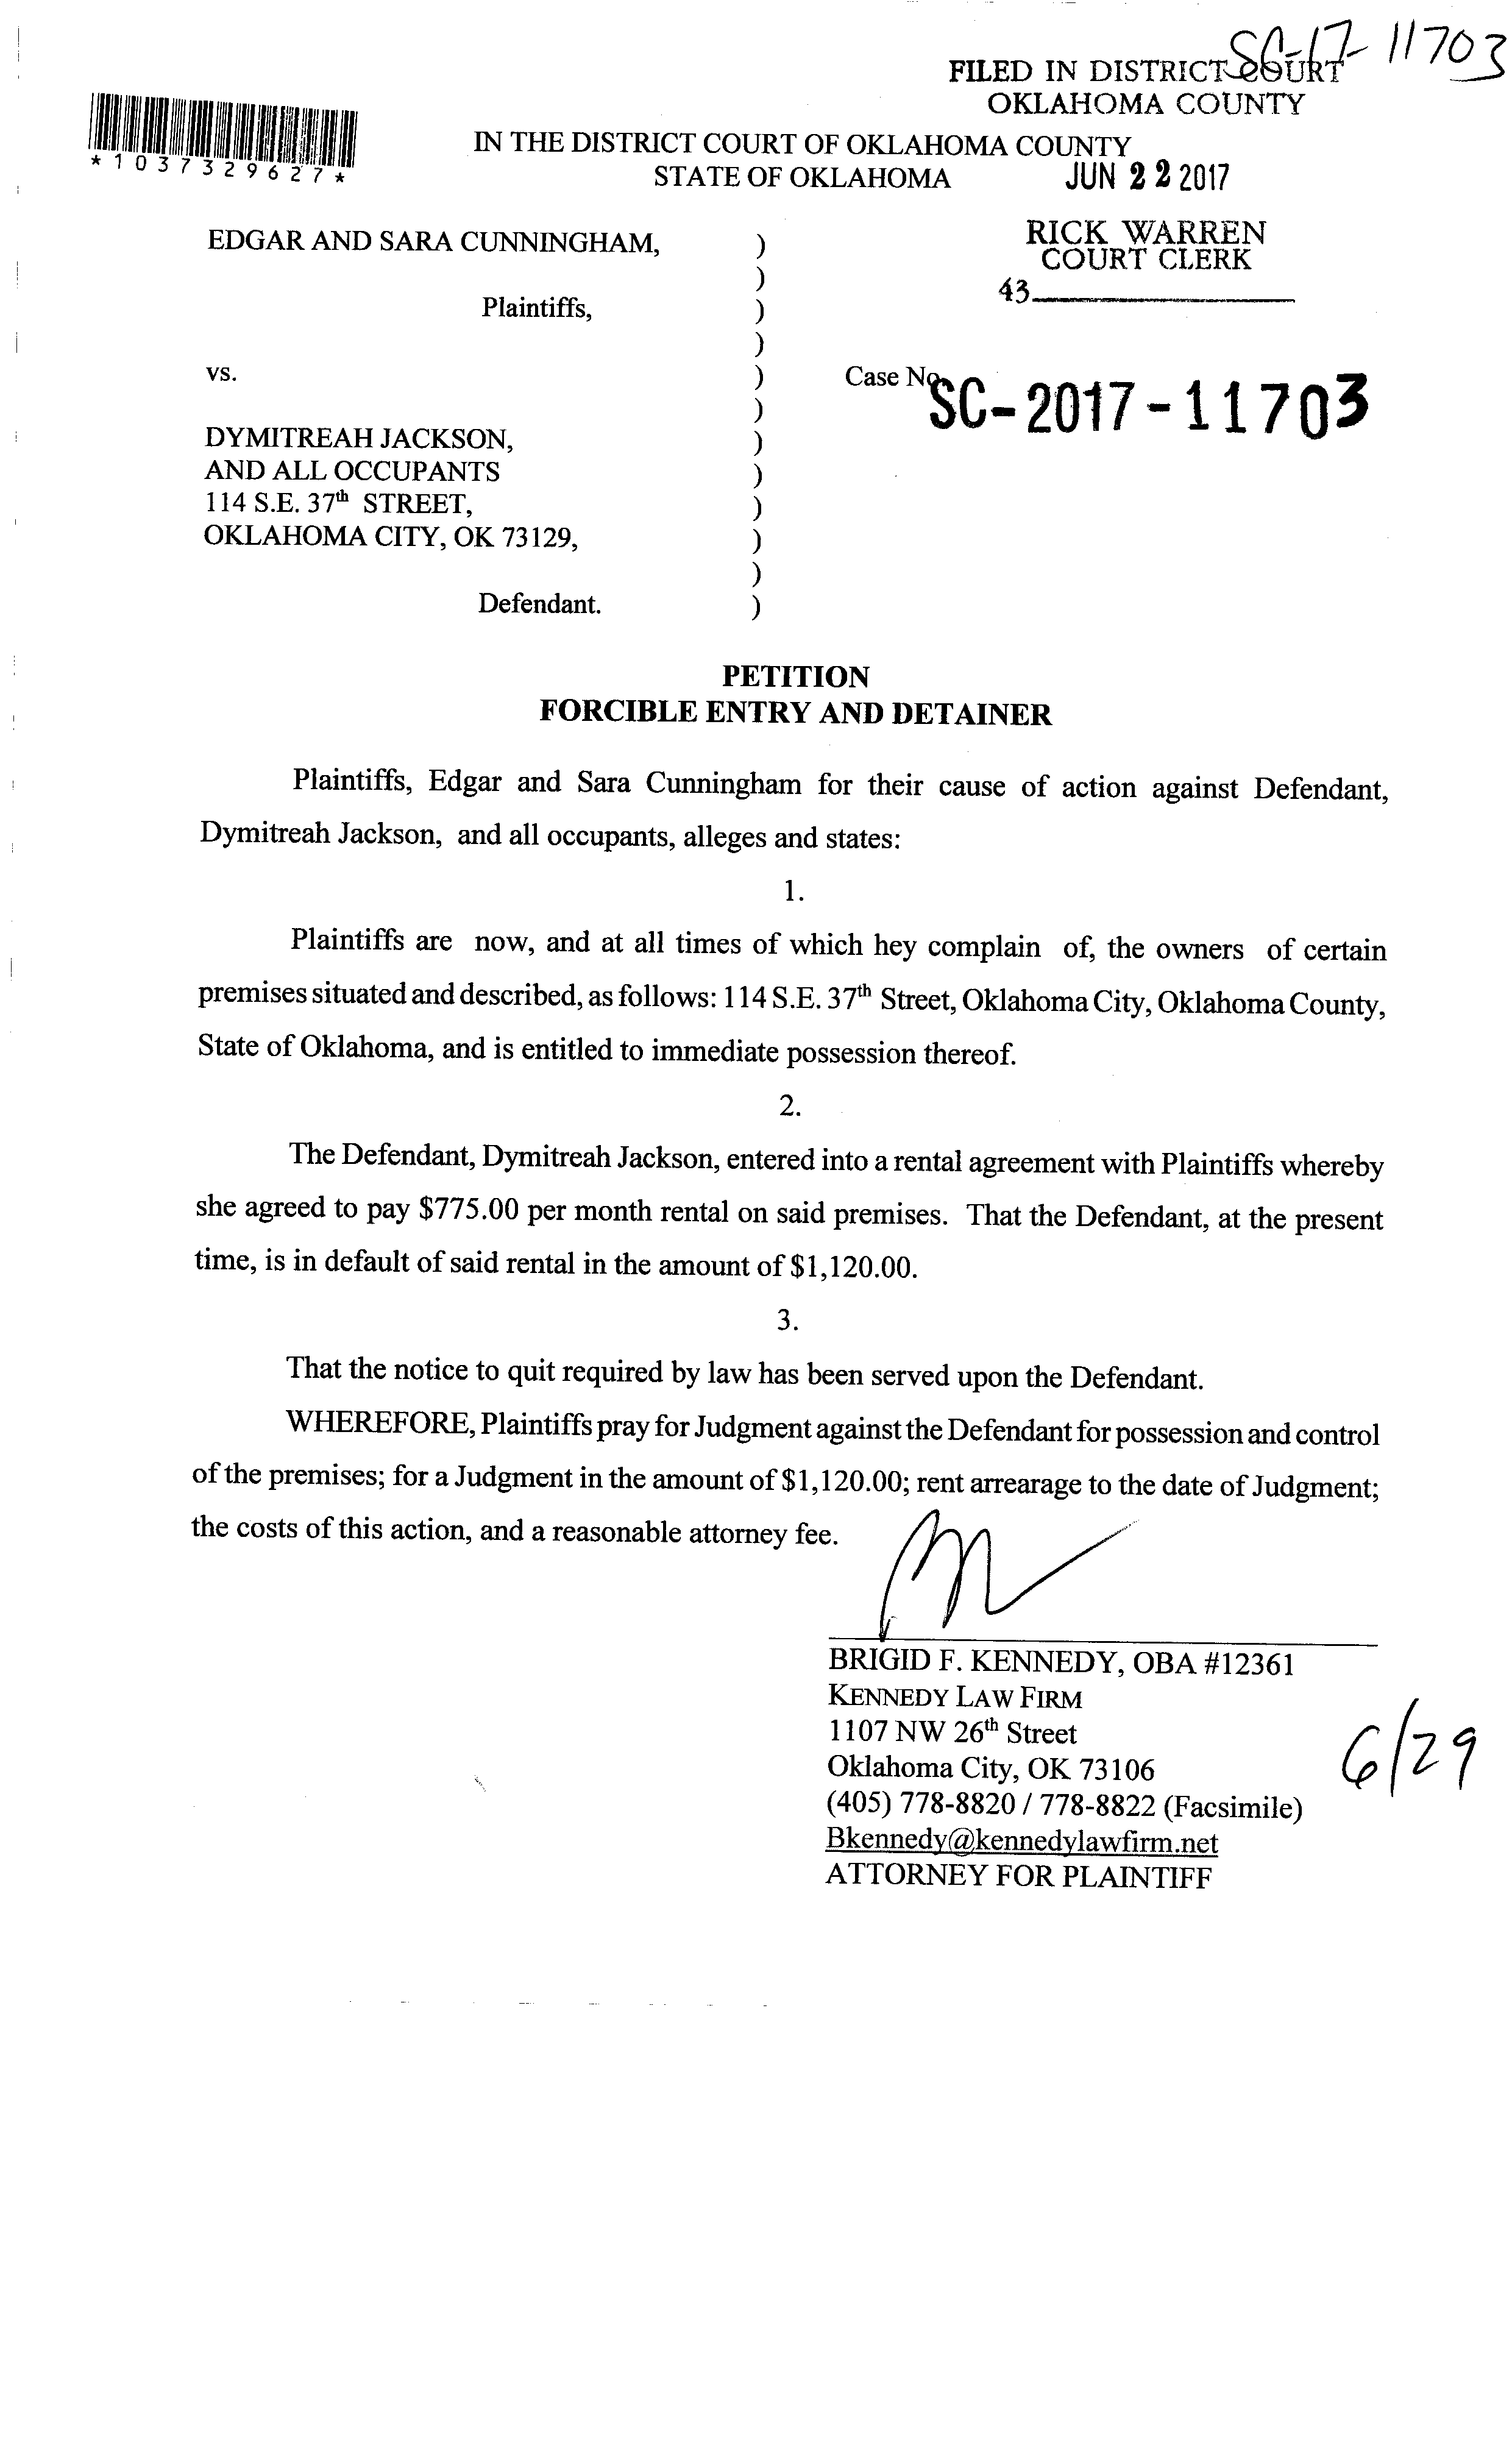 SC-17-11703
FILED IN DISTRICT COURT
OKLAHOMA COUNTY
*1037329627*
IN THE DISTRICT COURT OF OKLAHOMA COUNTY
STATE OF OKLAHOMA
JUN 22 2017
RICK WARREN
COURT CLERK
43
EDGAR AND SARA CUNNINGHAM, )
)
Plaintiffs, )
)
vs. ) Case No.
SC-2017-11703
)
DYMITREAH JACKSON, )
AND ALL OCCUPANTS )
114 S.E. 37th STREET, )
OKLAHOMA CITY, OK 73129, )
)
Defendant. )
PETITION
FORCIBLE ENTRY AND DETAINER
Plaintiffs, Edgar and Sara Cunningham for their cause of action against Defendant,
Dymitreah Jackson, and all occupants, alleges and states:
1.
Plaintiffs are now, and at all times of which hey complain of, the owners of certain
premises situated and described, as follows: 114 S.E. 37th Street, Oklahoma City, Oklahoma County,
State of Oklahoma, and is entitled to immediate possession thereof.
2.
The Defendant, Dymitreah Jackson, entered into a rental agreement with Plaintiffs whereby
she agreed to pay $775.00 per month rental on said premises. That the Defendant, at the present
time, is in default of said rental in the amount of $1,120.00.
3.
That the notice to quit required by law has been served upon the Defendant.
WHEREFORE, Plaintiffs pray for Judgment against the Defendant for possession and control
of the premises; for a Judgment in the amount of $1,120.00; rent arrearage to the date of Judgment;
the costs of this action, and a reasonable attorney fee.
BRIGID F. KENNEDY, OBA #12361
KENNEDY LAW FIRM
1107 NW 26th Street
Oklahoma City, OK 73106
(405) 778-8820 / 778-8822 (Facsimile)
Bkennedy@kennedylawfirm.net
ATTORNEY FOR PLAINTIFF
6/29